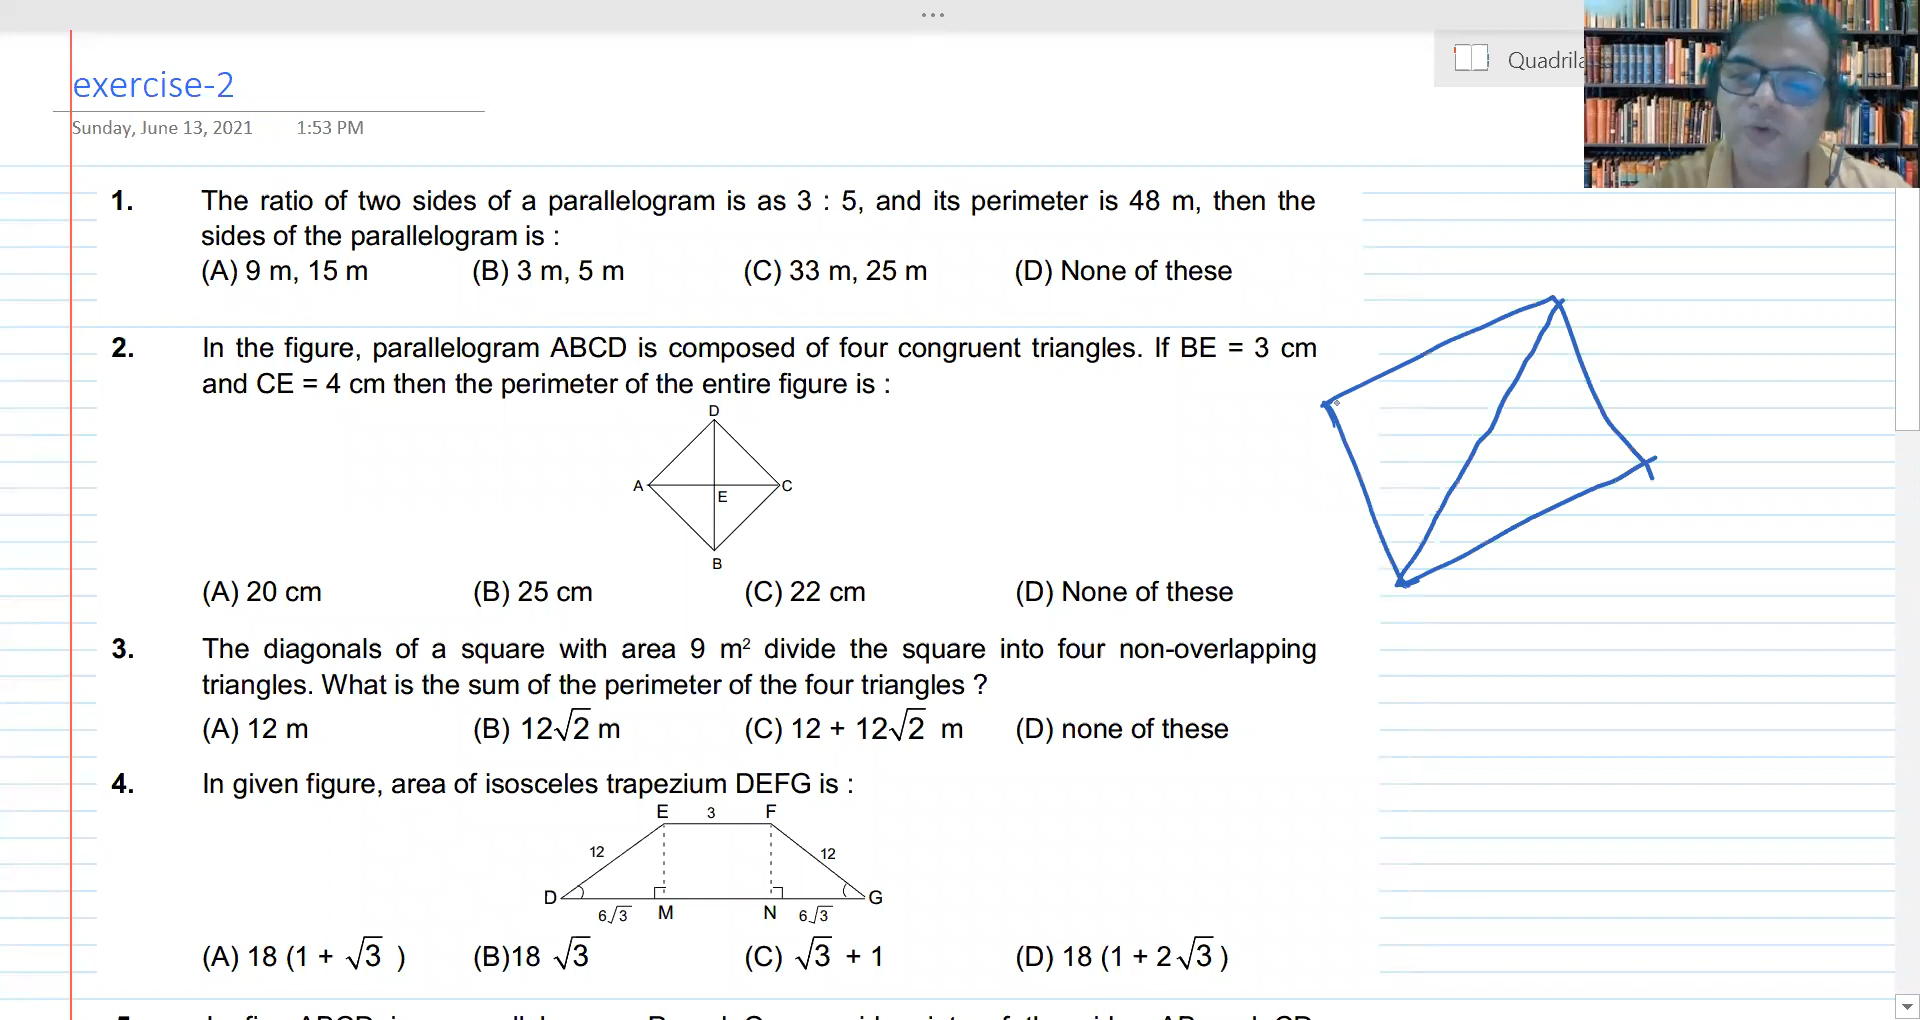 exercise-2
Sunday, June 13, 2021 1:53 PM
Quadrila
1. The ratio of two sides of a parallelogram is as 3 : 5, and its perimeter is 48 m, then the
sides of the parallelogram is :
(A) 9 m, 15 m (B) 3 m, 5 m (C) 33 m, 25 m (D) None of these
2. In the figure, parallelogram ABCD is composed of four congruent triangles. If BE = 3 cm
and CE = 4 cm then the perimeter of the entire figure is :
D
A C
E
B
(A) 20 cm (B) 25 cm (C) 22 cm (D) None of these
3. The diagonals of a square with area 9 m² divide the square into four non-overlapping
triangles. What is the sum of the perimeter of the four triangles ?
(A) 12 m (B) 12√2 m (C) 12 + 12√2 m (D) none of these
4. In given figure, area of isosceles trapezium DEFG is :
E 3 F
12 12
D G
6√3 M N 6√3
(A) 18 (1 + √3 ) (B)18 √3 (C) √3 + 1 (D) 18 (1 + 2√3 )